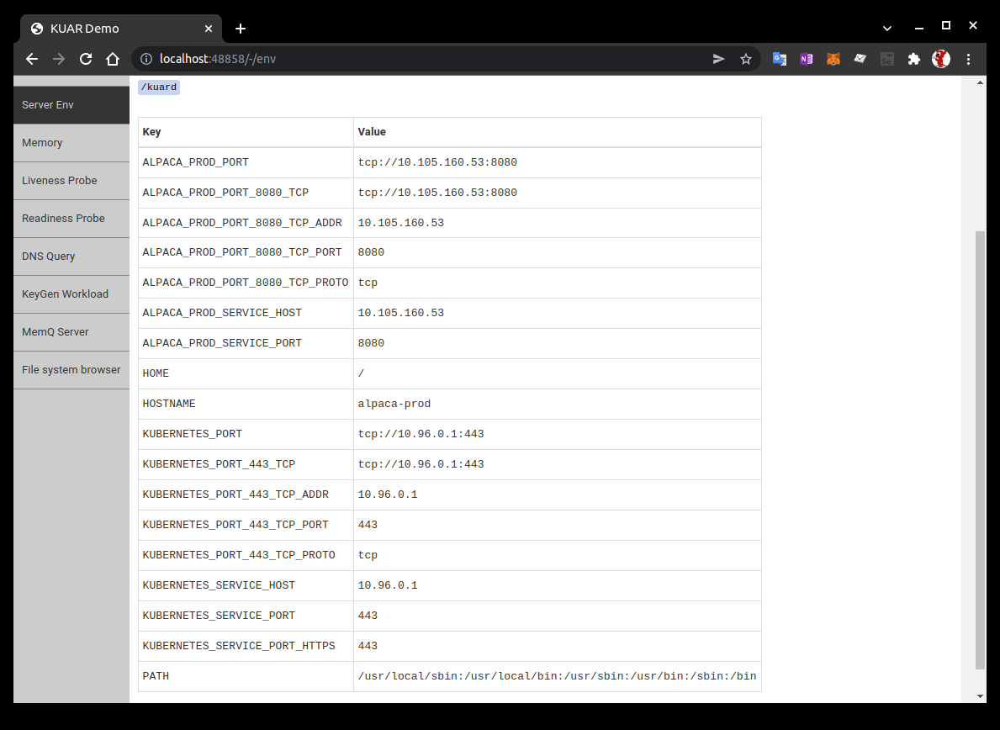 KUAR Demo
localhost:48858/-/env
/kuard
Server Env
Memory
Liveness Probe
Readiness Probe
DNS Query
KeyGen Workload
MemQ Server
File system browser
Key Value
ALPACA_PROD_PORT tcp://10.105.160.53:8080
ALPACA_PROD_PORT_8080_TCP tcp://10.105.160.53:8080
ALPACA_PROD_PORT_8080_TCP_ADDR 10.105.160.53
ALPACA_PROD_PORT_8080_TCP_PORT 8080
ALPACA_PROD_PORT_8080_TCP_PROTO tcp
ALPACA_PROD_SERVICE_HOST 10.105.160.53
ALPACA_PROD_SERVICE_PORT 8080
HOME /
HOSTNAME alpaca-prod
KUBERNETES_PORT tcp://10.96.0.1:443
KUBERNETES_PORT_443_TCP tcp://10.96.0.1:443
KUBERNETES_PORT_443_TCP_ADDR 10.96.0.1
KUBERNETES_PORT_443_TCP_PORT 443
KUBERNETES_PORT_443_TCP_PROTO tcp
KUBERNETES_SERVICE_HOST 10.96.0.1
KUBERNETES_SERVICE_PORT 443
KUBERNETES_SERVICE_PORT_HTTPS 443
PATH /usr/local/sbin:/usr/local/bin:/usr/sbin:/usr/bin:/sbin:/bin